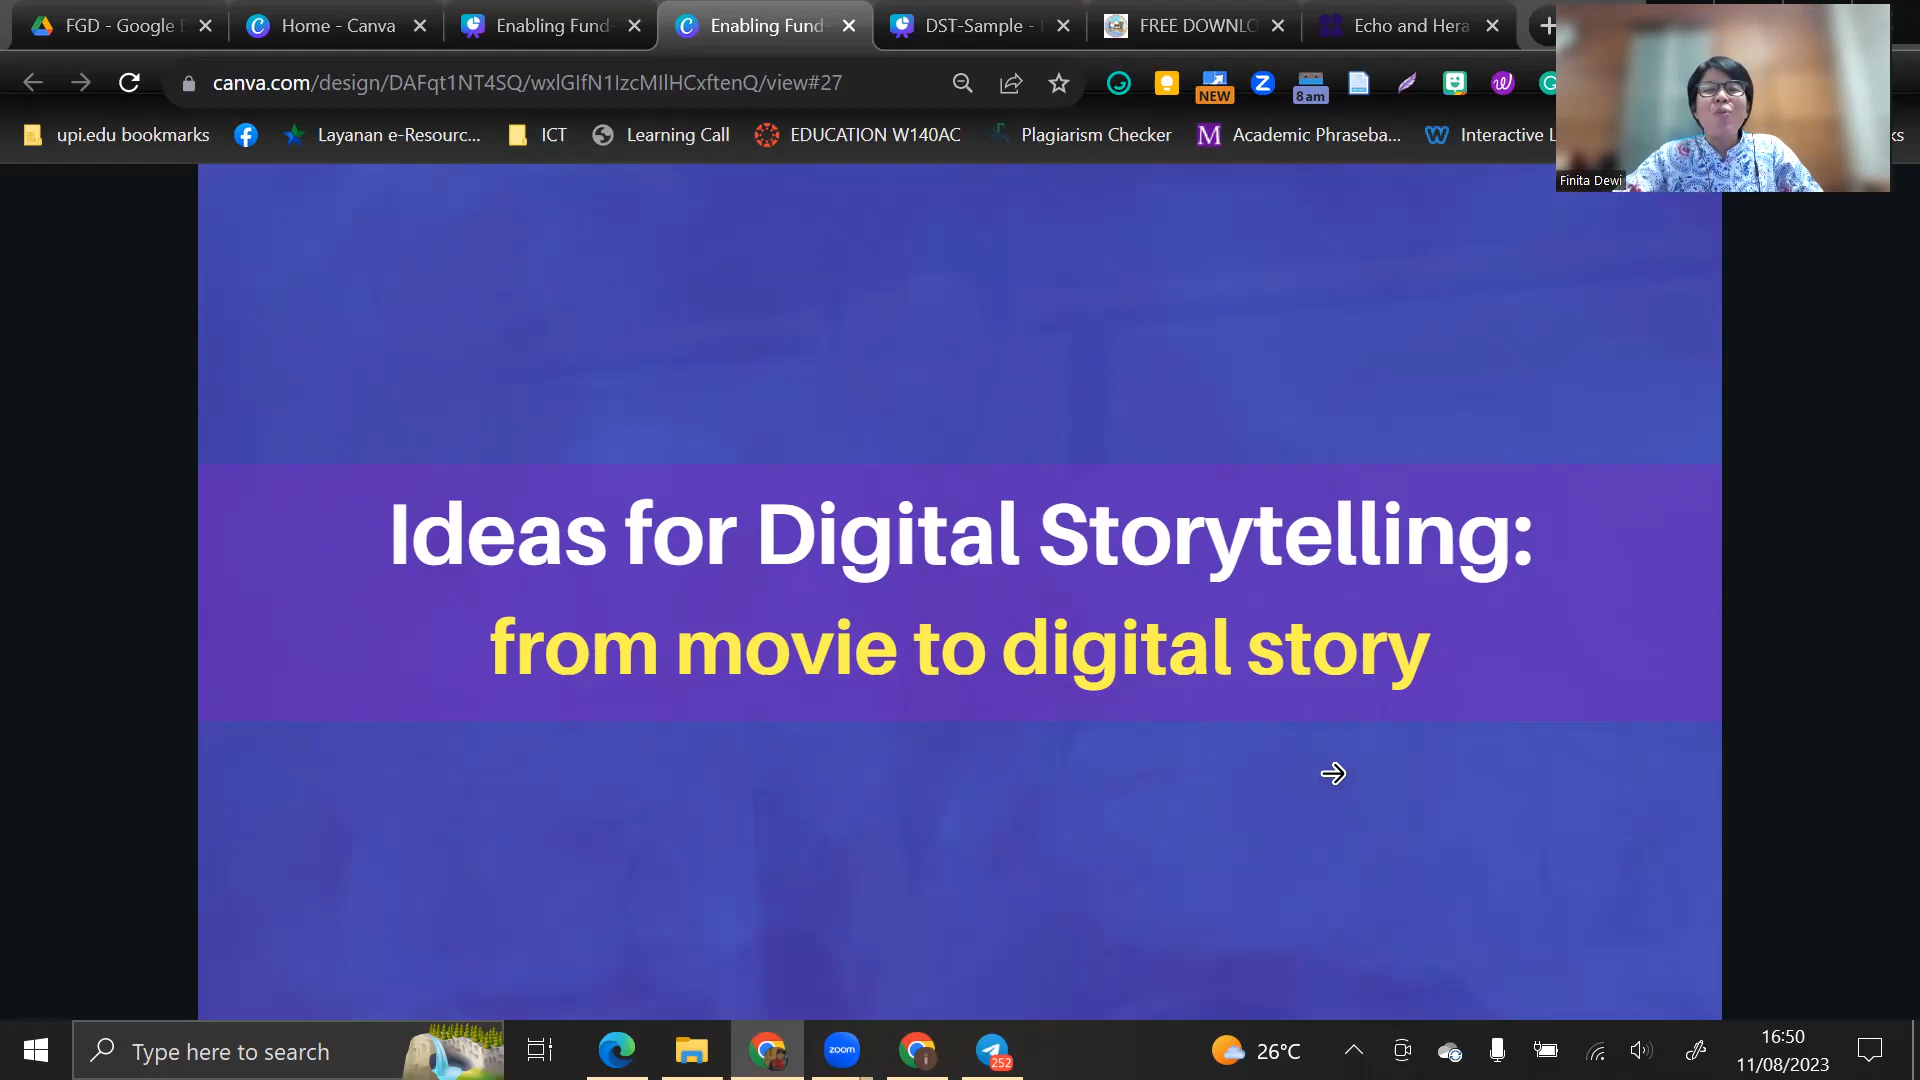 FGD - Google
Home - Canva
Enabling Fund
Enabling Fund
DST-Sample -
FREE DOWNLO
Echo and Hera
canva.com/design/DAFqt1NT4SQ/wxlGIfN1IzcMIlHCxftenQ/view#27
NEW
8 am
upi.edu bookmarks
Layanan e-Resourc...
ICT
Learning Call
EDUCATION W140AC
Plagiarism Checker
Academic Phraseba...
Interactive L
ks
Finita Dewi
Ideas for Digital Storytelling:
from movie to digital story
Type here to search
zoom
252
26°C
16:50
11/08/2023